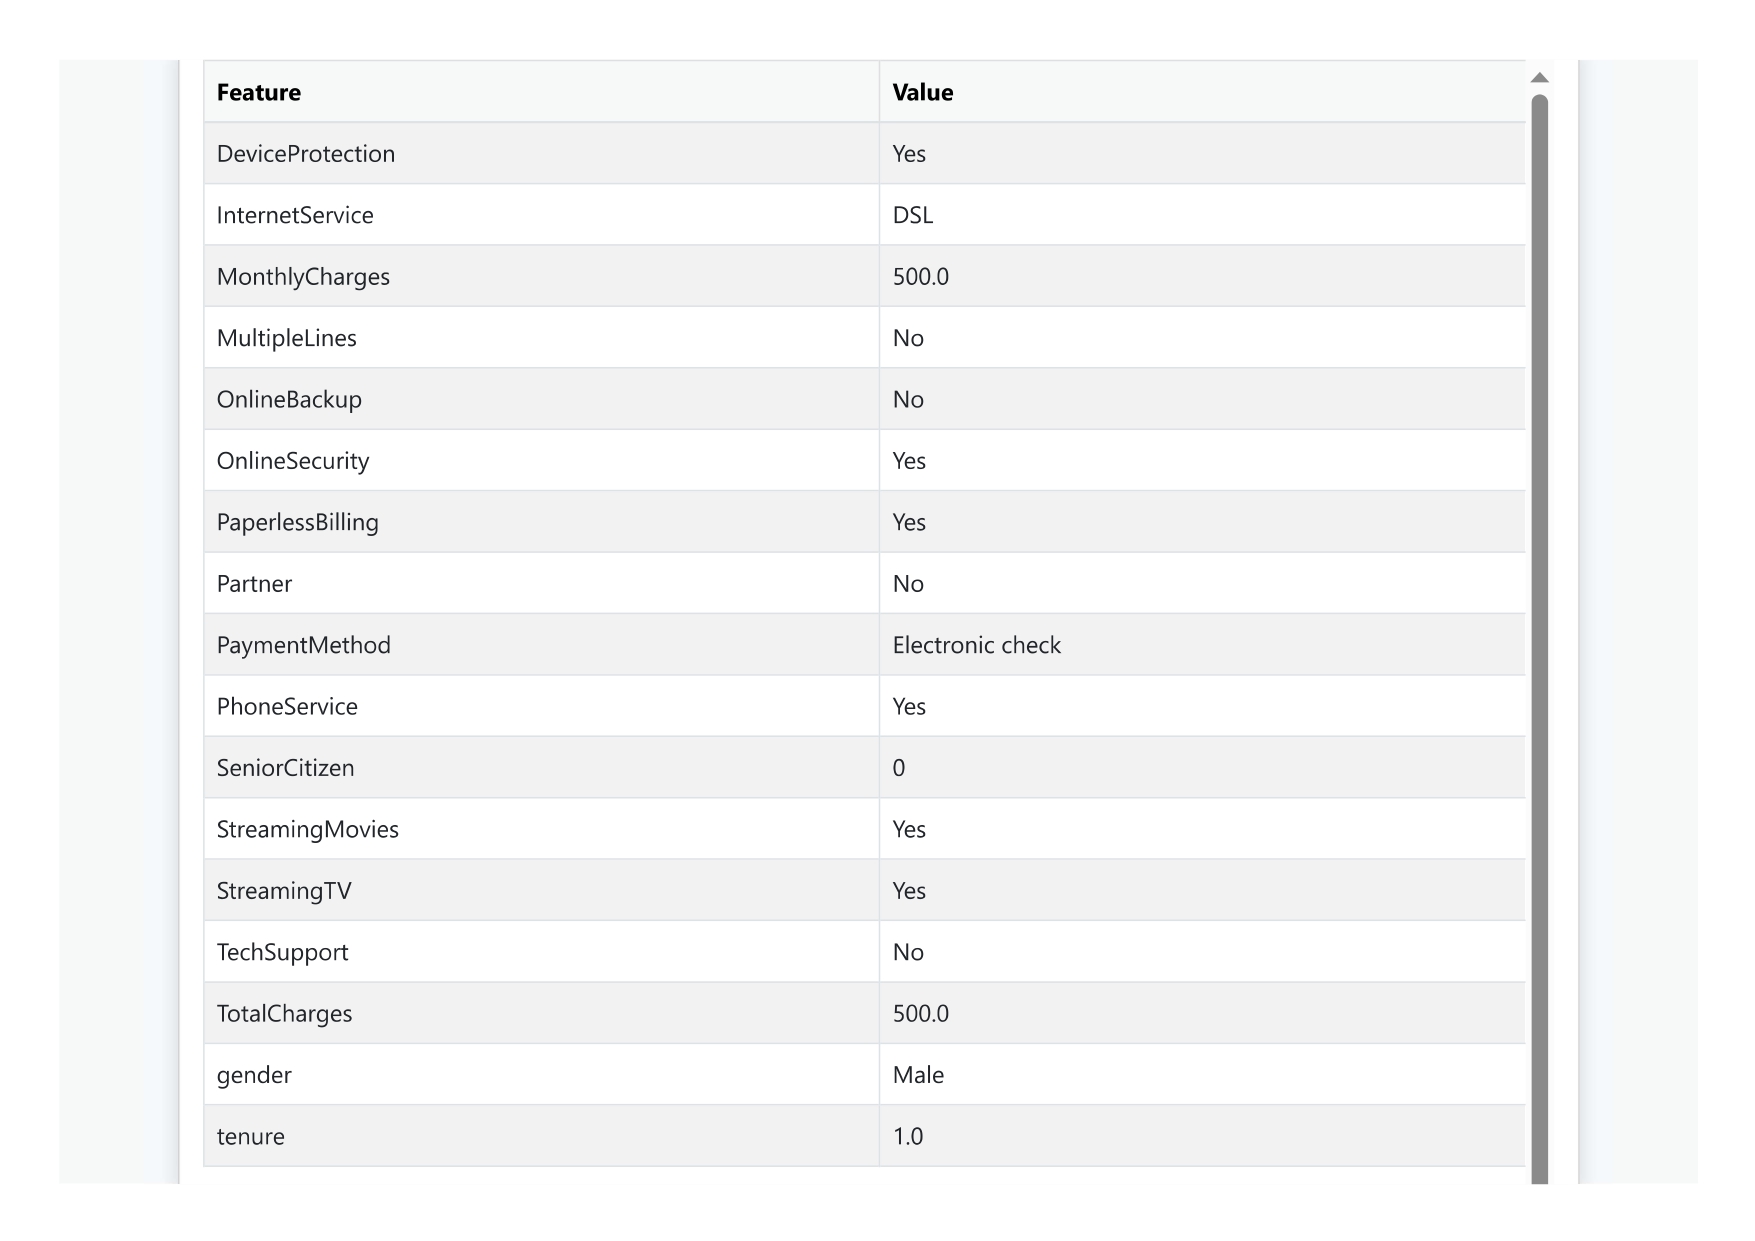 Feature Value
DeviceProtection Yes
InternetService DSL
MonthlyCharges 500.0
MultipleLines No
OnlineBackup No
OnlineSecurity Yes
PaperlessBilling Yes
Partner No
PaymentMethod Electronic check
PhoneService Yes
SeniorCitizen 0
StreamingMovies Yes
StreamingTV Yes
TechSupport No
TotalCharges 500.0
gender Male
tenure 1.0